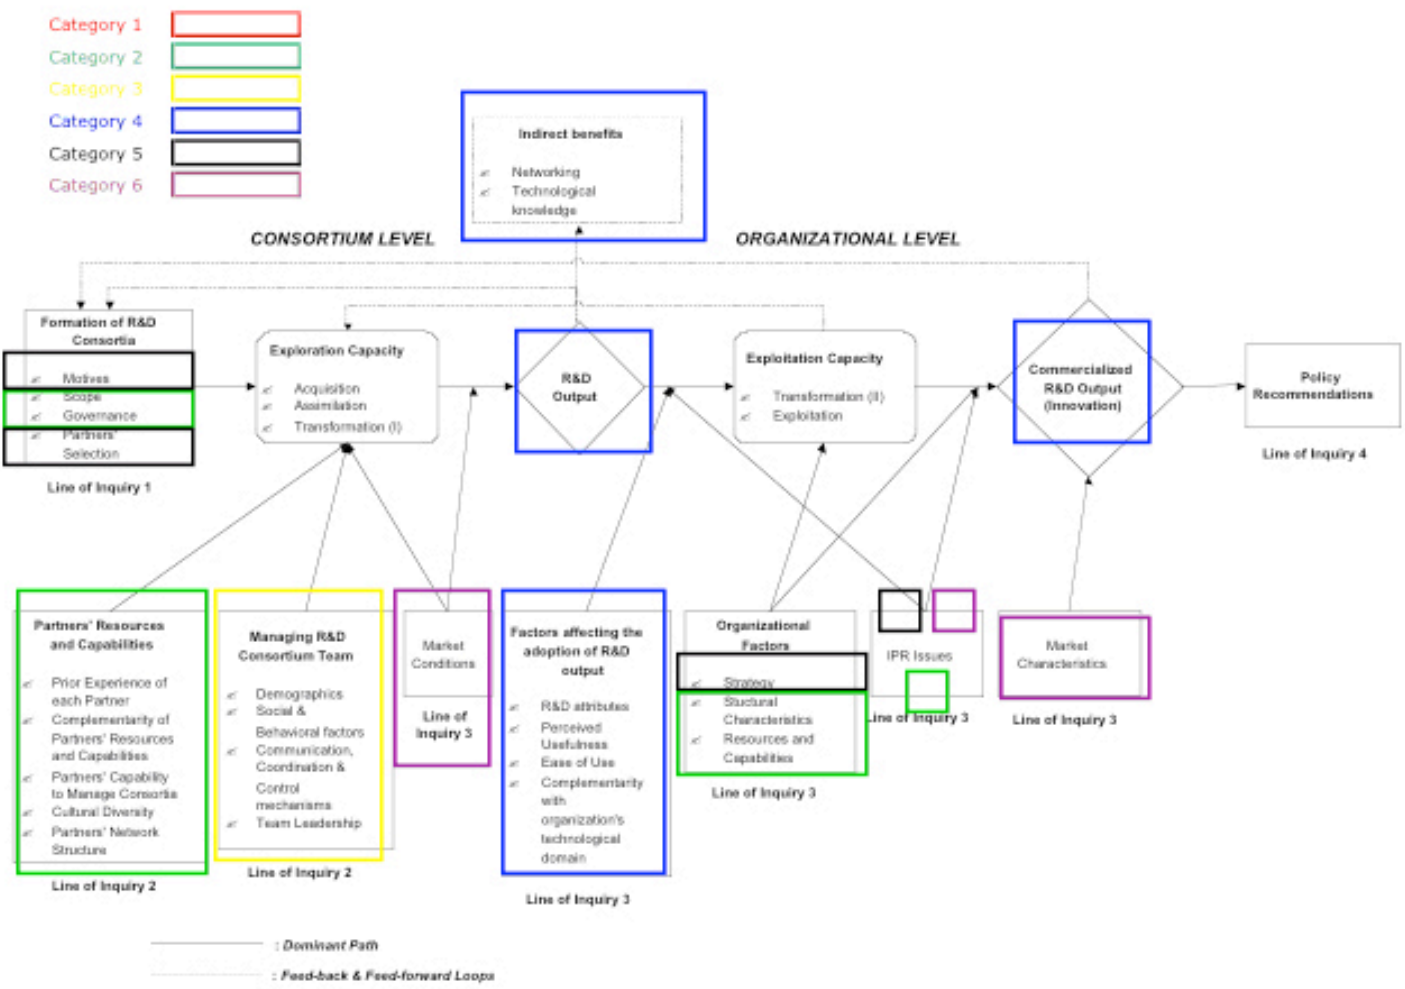 Category 1
Category 2
Category 3
Category 4
Category 5
Category 6
Indirect benefits
Networking
Technological
knowledge
CONSORTIUM LEVEL
ORGANIZATIONAL LEVEL
Formation of R&D
Consortia
Motives
Scope
Governance
Partners'
Selection
Line of Inquiry 1
Exploration Capacity
Acquisition
Assimilation
Transformation (I)
R&D
Output
Exploitation Capacity
Transformation (II)
Exploitation
Commercialized
R&D Output
(Innovation)
Policy
Recommendations
Line of Inquiry 4
Partners' Resources
and Capabilities
Prior Experience of
each Partner
Complementarity of
Partners' Resources
and Capabilities
Partners' Capability
to Manage Consortia
Cultural Diversity
Partners' Network
Structure
Line of Inquiry 2
Managing R&D
Consortium Team
Demographics
Social &
Behavioral factors
Communication,
Coordination &
Control
mechanisms
Team Leadership
Line of Inquiry 2
Market
Conditions
Line of
Inquiry 3
Factors affecting the
adoption of R&D
output
R&D attributes
Perceived
Usefulness
Ease of Use
Complementarity
with
organization's
technological
domain
Line of Inquiry 3
Organizational
Factors
Strategy
Stuctural
Characteristics
Resources and
Capabilities
Line of Inquiry 3
IPR Issues
Line of Inquiry 3
Market
Characteristics
Line of Inquiry 3
: Dominant Path
: Feed-back & Feed-forward Loops